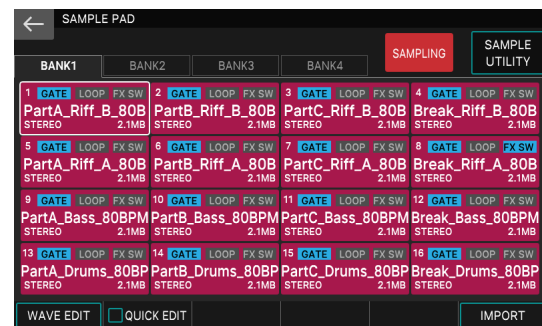 SAMPLE PAD
BANK1 BANK2 BANK3 BANK4 SAMPLING SAMPLE UTILITY
1 GATE LOOP FX SW 2 GATE LOOP FX SW 3 GATE LOOP FX SW 4 GATE LOOP FX SW
PartA_Riff_B_80B PartB_Riff_B_80B PartC_Riff_B_80B Break_Riff_B_80B
STEREO 2.1MB STEREO 2.1MB STEREO 2.1MB STEREO 2.1MB
5 GATE LOOP FX SW 6 GATE LOOP FX SW 7 GATE LOOP FX SW 8 GATE LOOP FX SW
PartA_Riff_A_80B PartB_Riff_A_80B PartC_Riff_A_80B Break_Riff_A_80B
STEREO 2.1MB STEREO 2.1MB STEREO 2.1MB STEREO 2.1MB
9 GATE LOOP FX SW 10 GATE LOOP FX SW 11 GATE LOOP FX SW 12 GATE LOOP FX SW
PartA_Bass_80BPM PartB_Bass_80BPM PartC_Bass_80BPM Break_Bass_80BPM
STEREO 2.1MB STEREO 2.1MB STEREO 2.1MB STEREO 2.1MB
13 GATE LOOP FX SW 14 GATE LOOP FX SW 15 GATE LOOP FX SW 16 GATE LOOP FX SW
PartA_Drums_80BP PartB_Drums_80BP PartC_Drums_80BP Break_Drums_80BP
STEREO 2.1MB STEREO 2.1MB STEREO 2.1MB STEREO 2.1MB
WAVE EDIT QUICK EDIT IMPORT